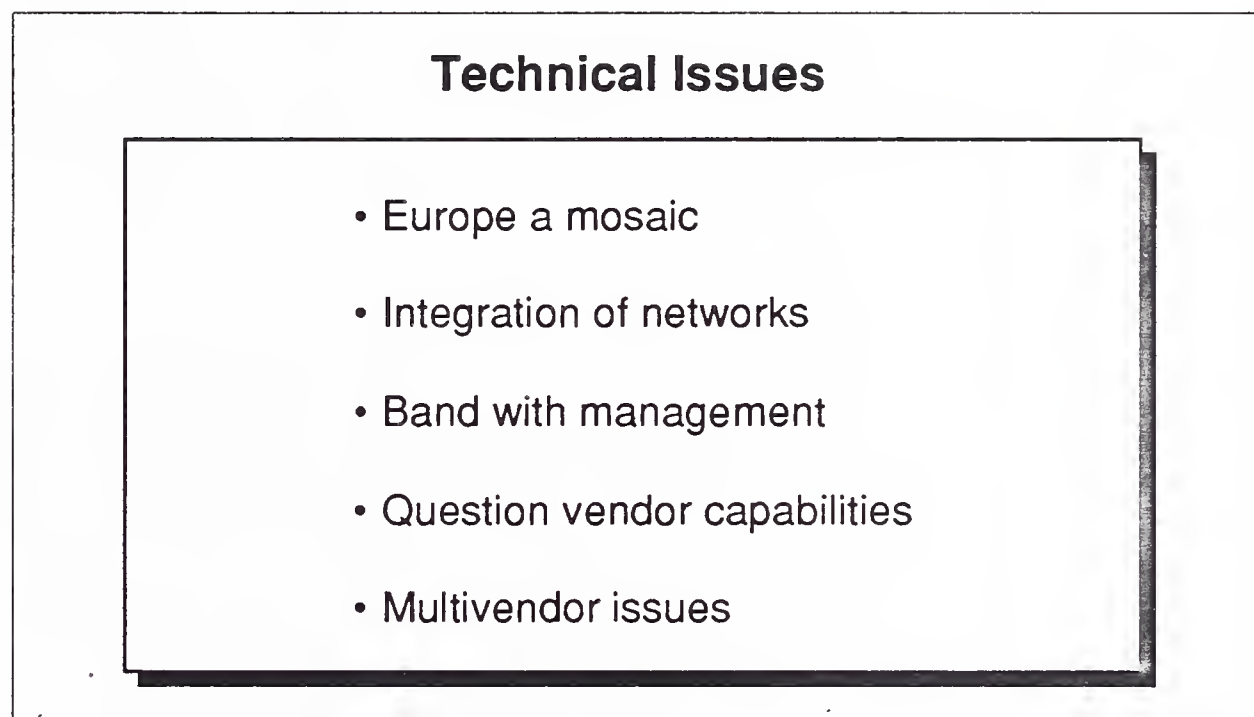 Technical Issues
• Europe a mosaic
• Integration of networks
• Band with management
• Question vendor capabilities
• Multivendor issues